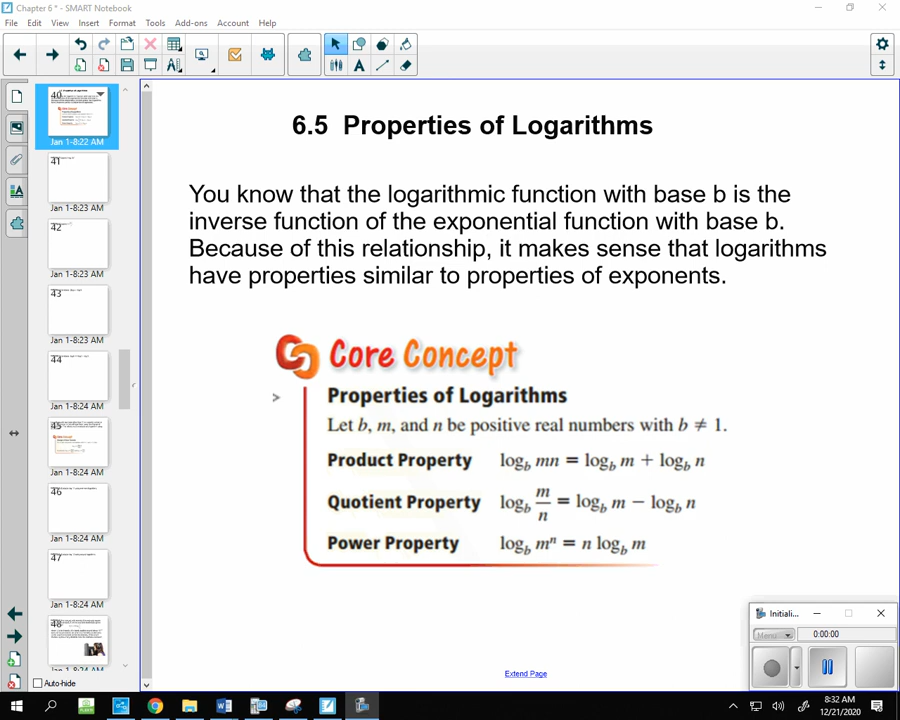 Chapter 6 * - SMART Notebook
File Edit View Insert Format Tools Add-ons Account Help
40
Jan 1-8:22 AM
41
Jan 1-8:23 AM
42
Jan 1-8:23 AM
43
Jan 1-8:23 AM
44
Jan 1-8:24 AM
45
Jan 1-8:24 AM
46
Jan 1-8:24 AM
47
Jan 1-8:24 AM
48
Auto-hide
6.5 Properties of Logarithms
You know that the logarithmic function with base b is the
inverse function of the exponential function with base b.
Because of this relationship, it makes sense that logarithms
have properties similar to properties of exponents.
Core Concept
Properties of Logarithms
Let b, m, and n be positive real numbers with b ≠ 1.
Product Property log_b mn = log_b m + log_b n
Quotient Property log_b m/n = log_b m − log_b n
Power Property log_b mⁿ = n log_b m
Extend Page
Initiali...
Menu 0:00:00
8:32 AM
12/21/2020